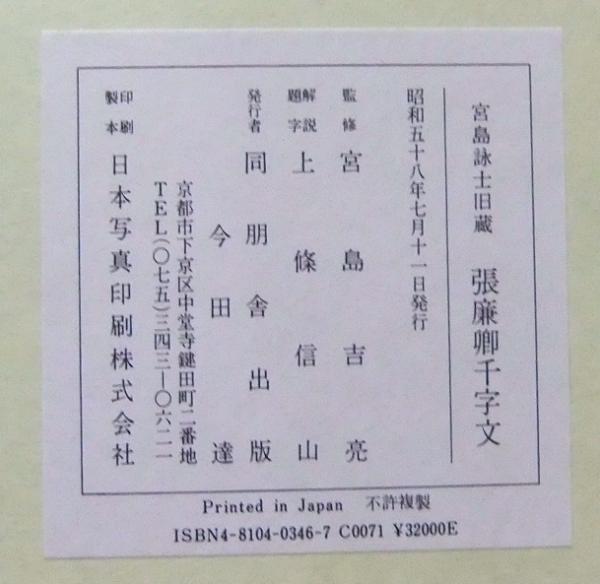 宮島詠士旧蔵　張廉卿千字文
昭和五十八年七月十一日発行
監修　宮島吉亮
解説
題字　上條信山
発行者　同朋舎出版
今田達
京都市下京区中堂寺鍵田町二番地
TEL(〇七五)三四三―〇六二一
印刷
製本　日本写真印刷株式会社
Printed in Japan　不許複製
ISBN4-8104-0346-7 C0071 ¥32000E